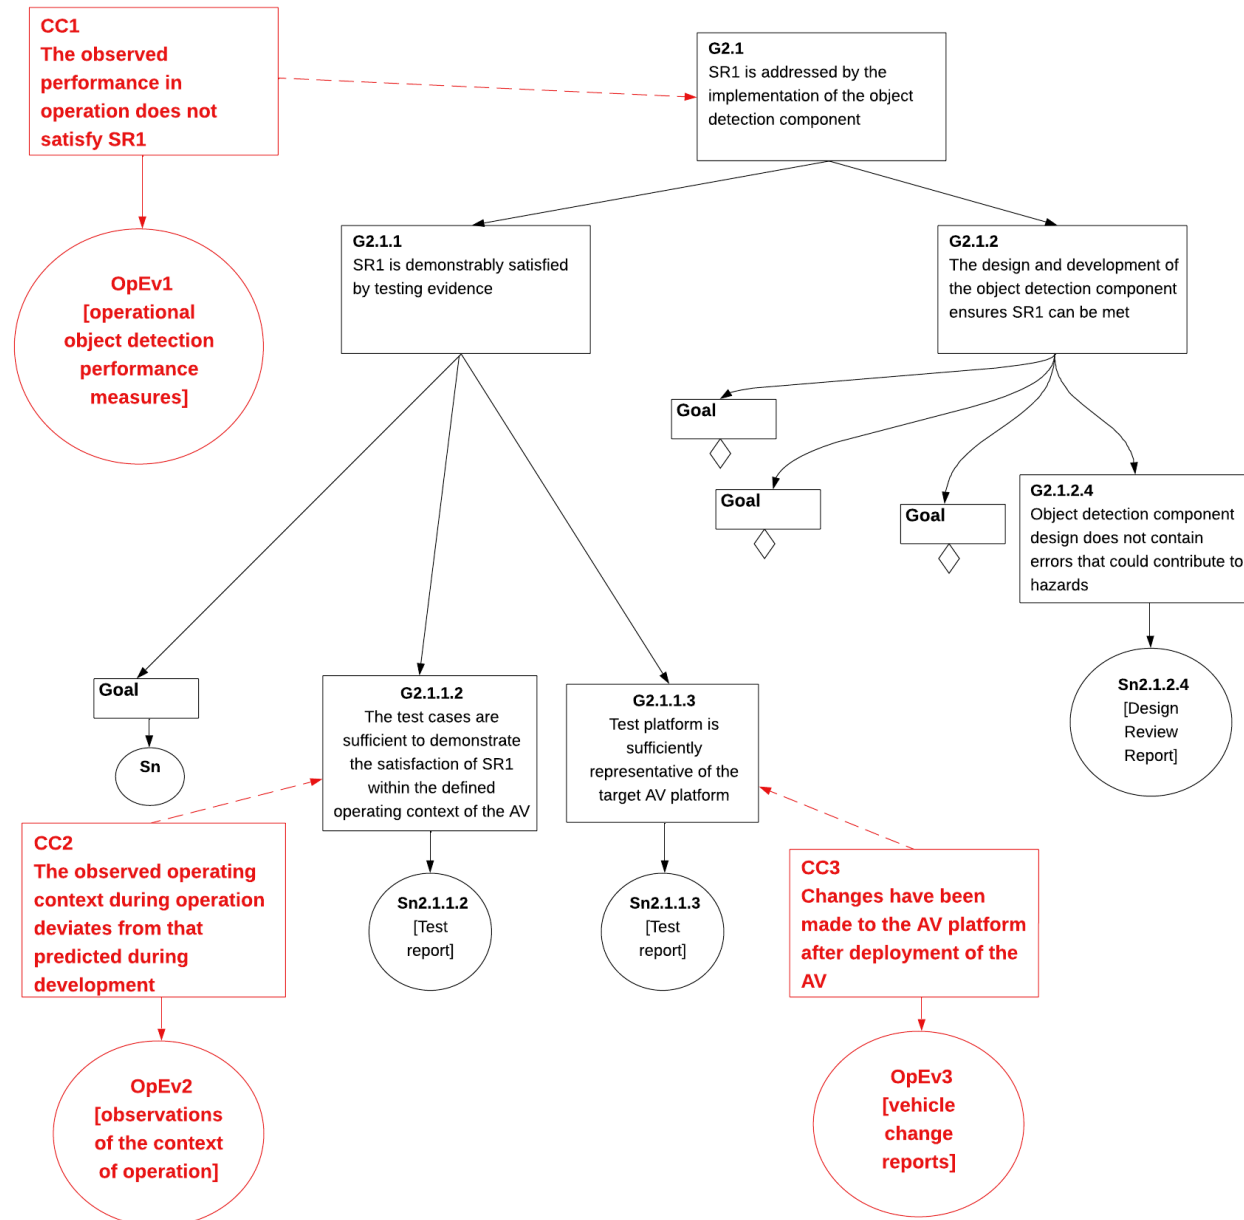 CC1
The observed
performance in
operation does not
satisfy SR1
G2.1
SR1 is addressed by the
implementation of the object
detection component
OpEv1
[operational
object detection
performance
measures]
G2.1.1
SR1 is demonstrably satisfied
by testing evidence
G2.1.2
The design and development of
the object detection component
ensures SR1 can be met
Goal
Goal
Goal
G2.1.2.4
Object detection component
design does not contain
errors that could contribute to
hazards
Sn2.1.2.4
[Design
Review
Report]
Goal
Sn
G2.1.1.2
The test cases are
sufficient to demonstrate
the satisfaction of SR1
within the defined
operating context of the AV
G2.1.1.3
Test platform is
sufficiently
representative of the
target AV platform
CC2
The observed operating
context during operation
deviates from that
predicted during
development
Sn2.1.1.2
[Test
report]
Sn2.1.1.3
[Test
report]
CC3
Changes have been
made to the AV platform
after deployment of the
AV
OpEv2
[observations
of the context
of operation]
OpEv3
[vehicle
change
reports]